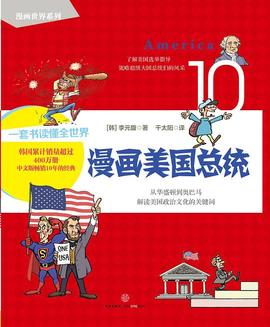 漫画世界系列
America
了解美国选举指导
领略超级大国总统们的风采
10
[韩] 李元馥◎著 千太阳◎译
一套书读懂全世界
漫画美国总统
韩国累计销量超过
400万册
中文版畅销10年的经典
从华盛顿到奥巴马
解读美国政治文化的关键词
ONE
OUR
USA